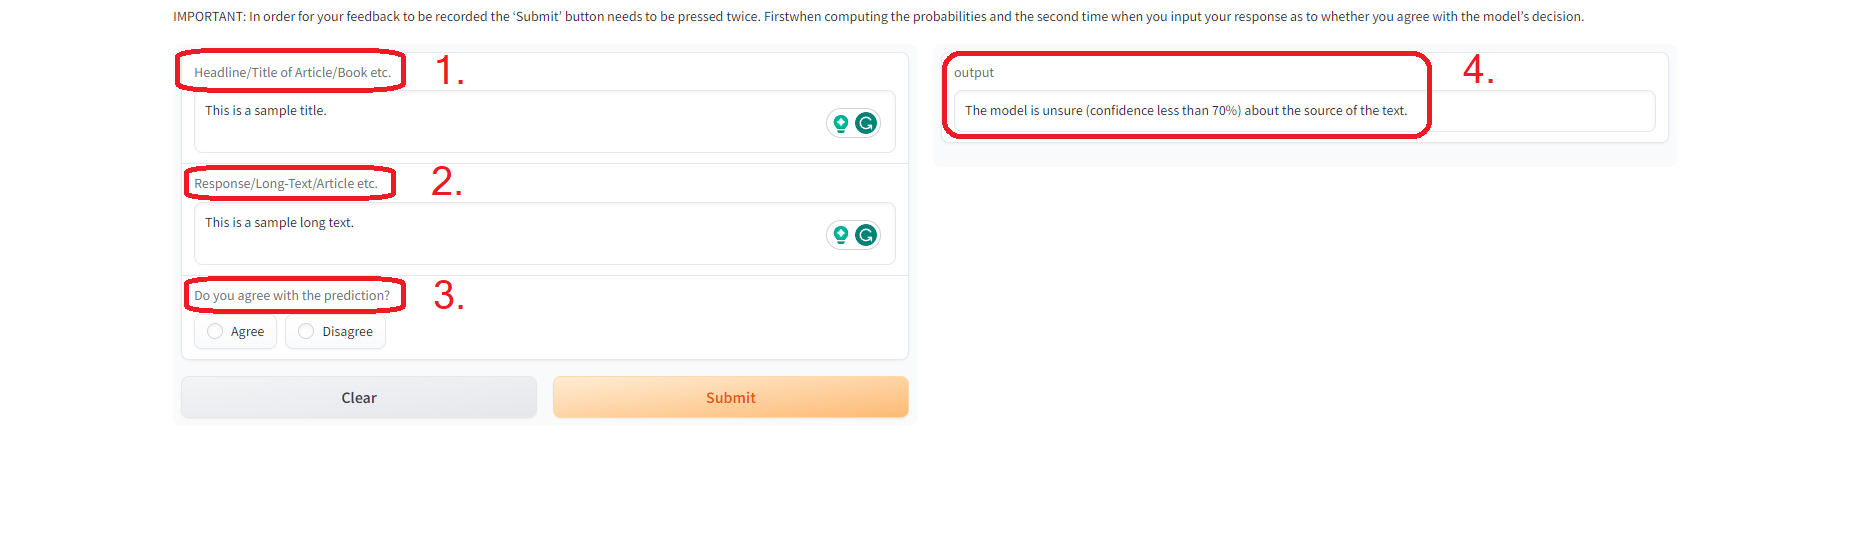 IMPORTANT: In order for your feedback to be recorded the ‘Submit’ button needs to be pressed twice. Firstwhen computing the probabilities and the second time when you input your response as to whether you agree with the model’s decision.
Headline/Title of Article/Book etc.
1.
This is a sample title.
Response/Long-Text/Article etc.
2.
This is a sample long text.
Do you agree with the prediction?
3.
Agree
Disagree
Clear
Submit
output
4.
The model is unsure (confidence less than 70%) about the source of the text.